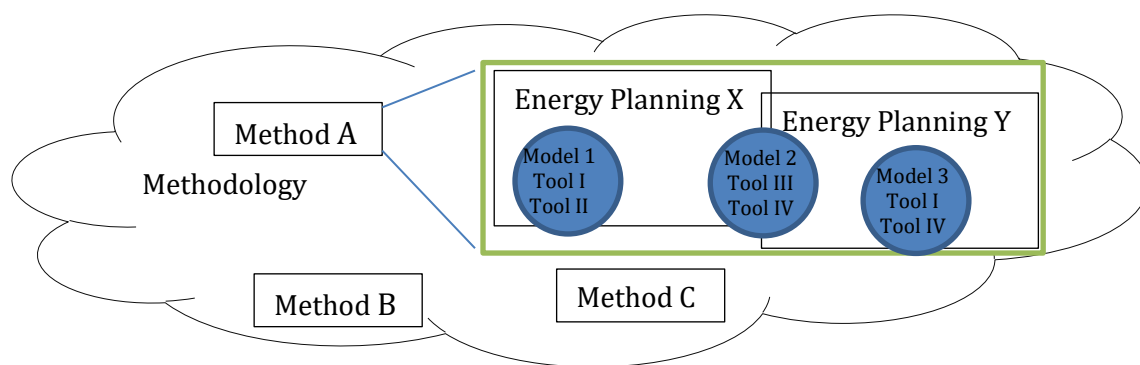 Energy Planning X
Energy Planning Y
Method A
Model 1
Tool I
Tool II
Model 2
Tool III
Tool IV
Model 3
Tool I
Tool IV
Methodology
Method B
Method C